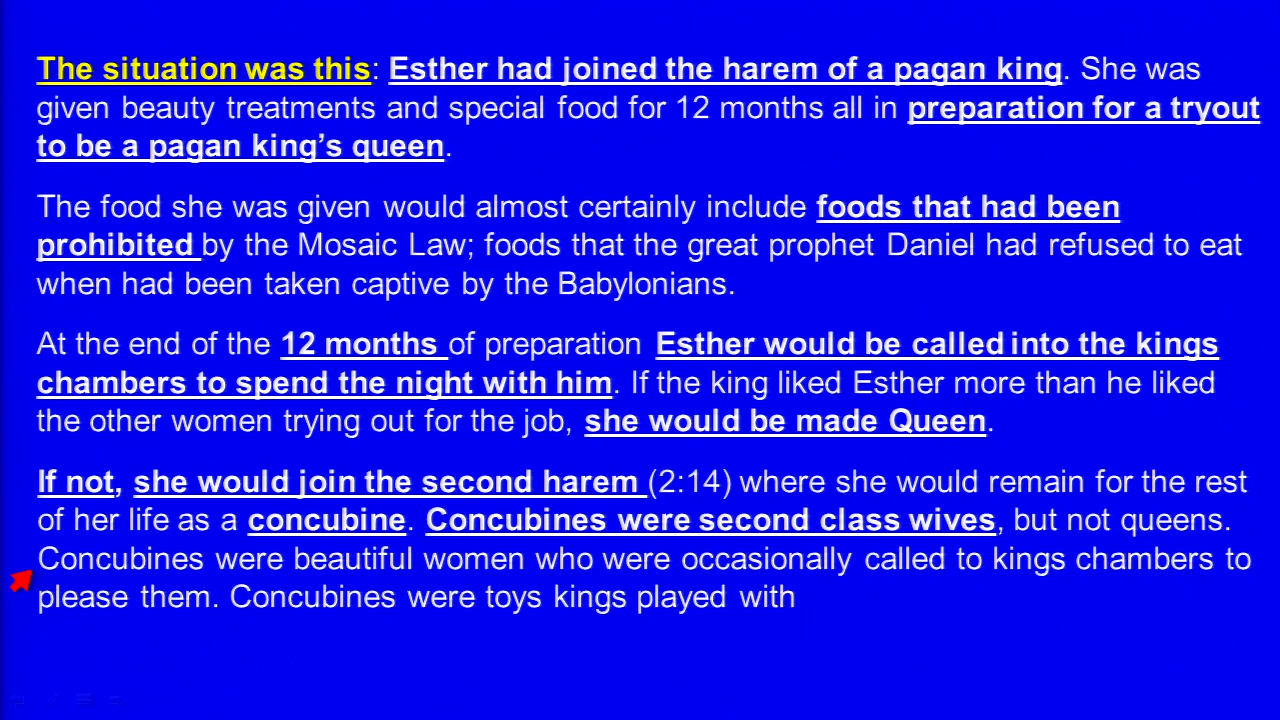 The situation was this: Esther had joined the harem of a pagan king. She was
given beauty treatments and special food for 12 months all in preparation for a tryout
to be a pagan king’s queen.
The food she was given would almost certainly include foods that had been
prohibited by the Mosaic Law; foods that the great prophet Daniel had refused to eat
when had been taken captive by the Babylonians.
At the end of the 12 months of preparation Esther would be called into the kings
chambers to spend the night with him. If the king liked Esther more than he liked
the other women trying out for the job, she would be made Queen.
If not, she would join the second harem (2:14) where she would remain for the rest
of her life as a concubine. Concubines were second class wives, but not queens.
Concubines were beautiful women who were occasionally called to kings chambers to
please them. Concubines were toys kings played with